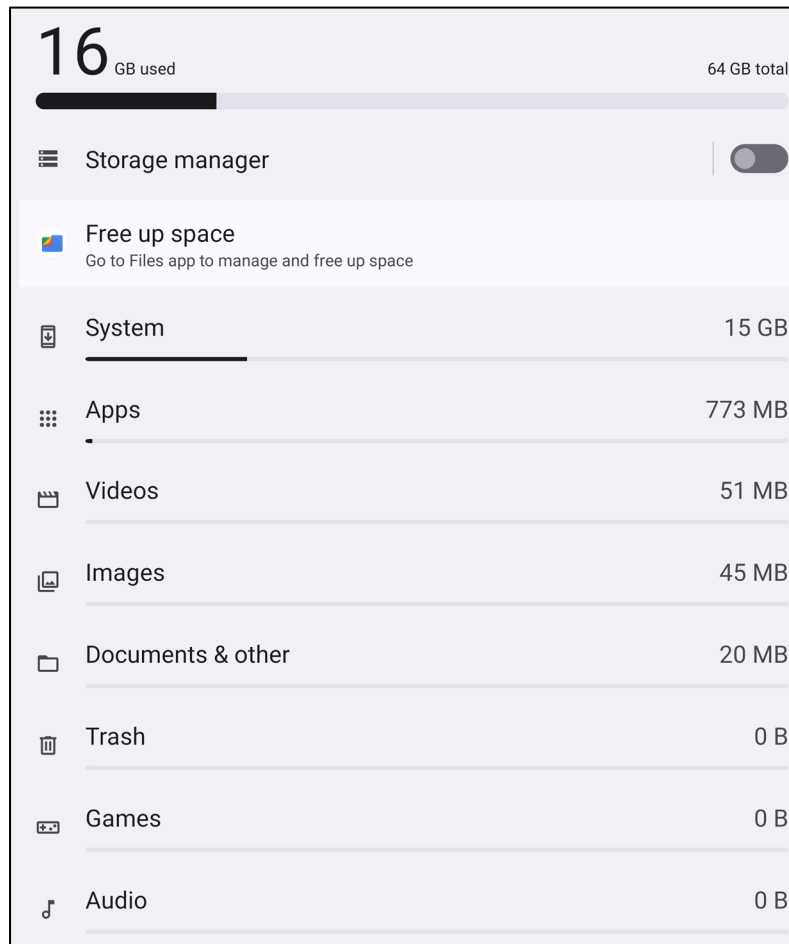 16 GB used 64 GB total
Storage manager
Free up space
Go to Files app to manage and free up space
System 15 GB
Apps 773 MB
Videos 51 MB
Images 45 MB
Documents & other 20 MB
Trash 0 B
Games 0 B
Audio 0 B